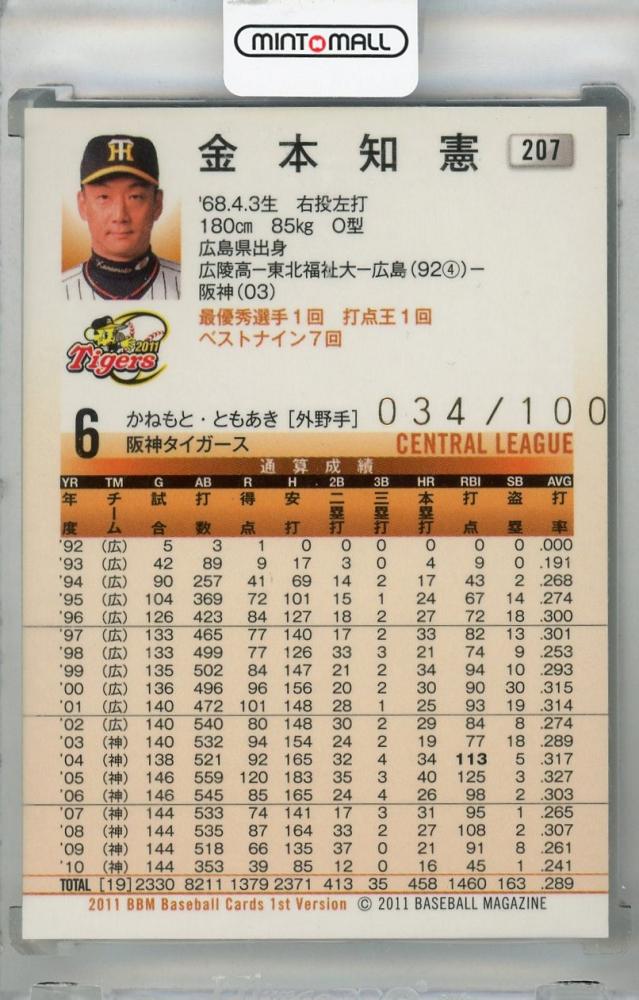 MINT MALL
金本知憲 207
'68.4.3生 右投左打
180cm 85kg O型
広島県出身
広陵高ー東北福祉大ー広島(92④)ー
阪神(03)
最優秀選手1回 打点王1回
ベストナイン7回
2011
Tigers
6 かねもと・ともあき [外野手] 034/100
阪神タイガース CENTRAL LEAGUE
通算成績
YR TM G AB R H 2B 3B HR RBI SB AVG
年度 チーム 試合 打数 得点 安打 二塁打 三塁打 本塁打 打点 盗塁 打率
'92 (広) 5 3 1 0 0 0 0 0 0 .000
'93 (広) 42 89 9 17 3 0 4 9 0 .191
'94 (広) 90 257 41 69 14 2 17 43 2 .268
'95 (広) 104 369 72 101 15 1 24 67 14 .274
'96 (広) 126 423 84 127 18 2 27 72 18 .300
'97 (広) 133 465 77 140 17 2 33 82 13 .301
'98 (広) 133 499 77 126 33 3 21 74 9 .253
'99 (広) 135 502 84 147 21 2 34 94 10 .293
'00 (広) 136 496 96 156 20 2 30 90 30 .315
'01 (広) 140 472 101 148 28 1 25 93 19 .314
'02 (広) 140 540 80 148 30 2 29 84 8 .274
'03 (神) 140 532 94 154 24 2 19 77 18 .289
'04 (神) 138 521 92 165 32 4 34 113 5 .317
'05 (神) 146 559 120 183 35 3 40 125 3 .327
'06 (神) 146 545 85 165 24 4 26 98 2 .303
'07 (神) 144 533 74 141 17 3 31 95 1 .265
'08 (神) 144 535 87 164 33 2 27 108 2 .307
'09 (神) 144 518 66 135 37 0 21 91 8 .261
'10 (神) 144 353 39 85 12 0 16 45 1 .241
TOTAL [19] 2330 8211 1379 2371 413 35 458 1460 163 .289
2011 BBM Baseball Cards 1st Version © 2011 BASEBALL MAGAZINE